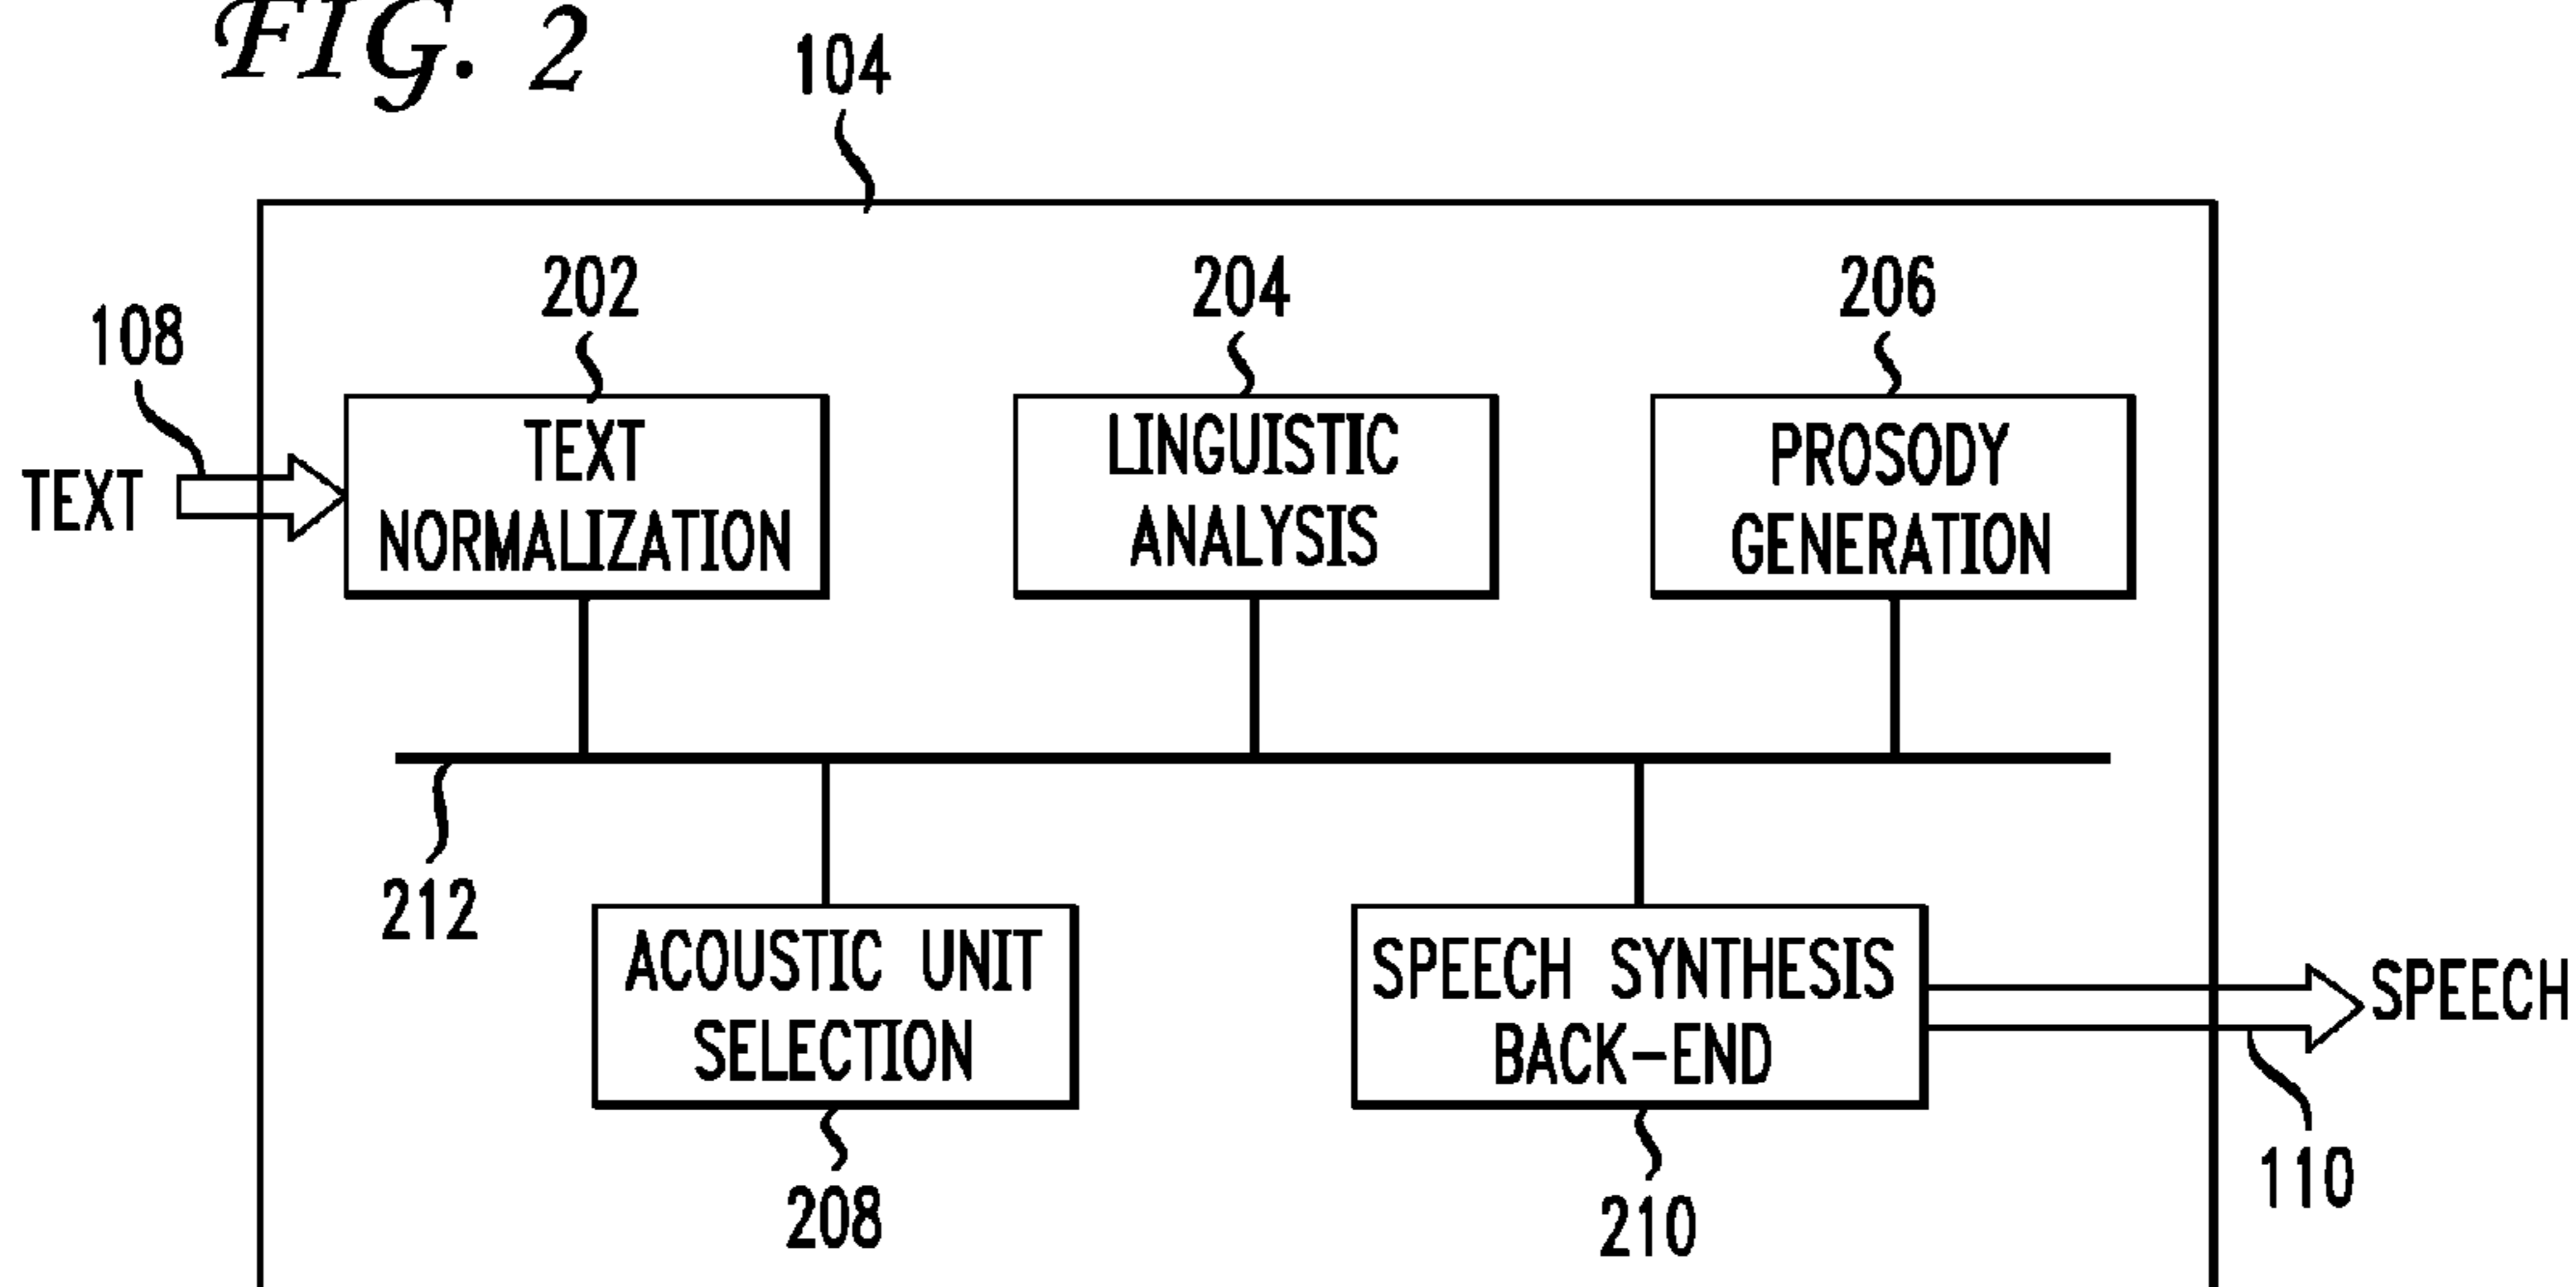 FIG. 2
104
202
204
206
108
TEXT
TEXT
NORMALIZATION
LINGUISTIC
ANALYSIS
PROSODY
GENERATION
212
ACOUSTIC UNIT
SELECTION
SPEECH SYNTHESIS
BACK-END
SPEECH
208
210
110